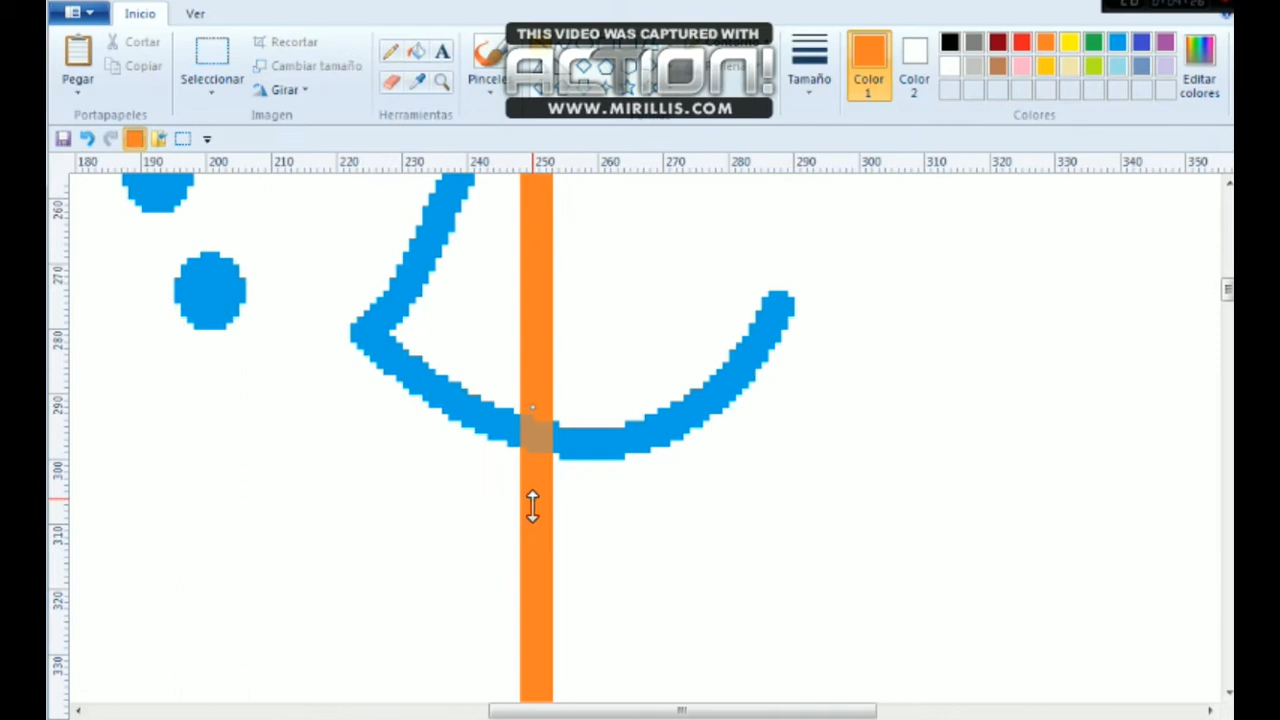 Inicio
Ver
THIS VIDEO WAS CAPTURED WITH
ACTION!
WWW.MIRILLIS.COM
Pegar
Cortar
Copiar
Portapapeles
Seleccionar
Recortar
Cambiar tamaño
Girar
Imagen
A
Herramientas
Pinceles
Tamaño
Color
1
Color
2
Colores
Editar
colores
180 190 200 210 220 230 240 250 260 270 280 290 300 310 320 330 340 350
260
270
280
290
300
310
320
330